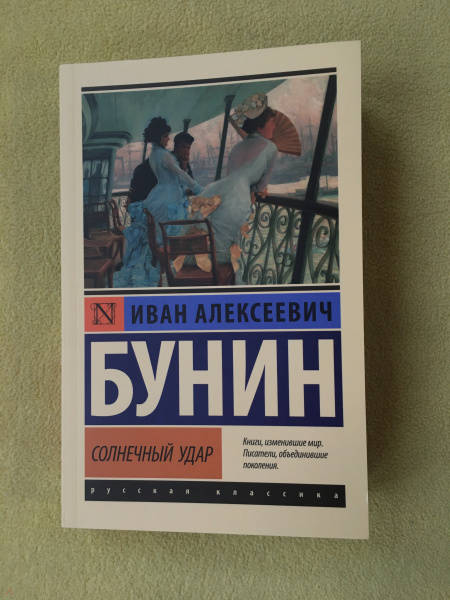 N ИВАН АЛЕКСЕЕВИЧ
БУНИН
СОЛНЕЧНЫЙ УДАР
Книги, изменившие мир.
Писатели, объединившие
поколения.
русская классика